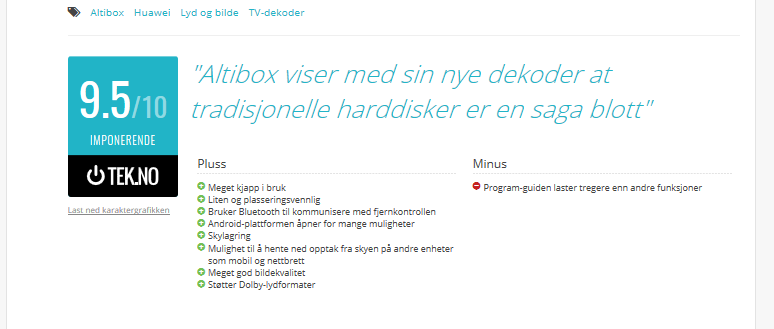 Altibox Huawei Lyd og bilde TV-dekoder
9.5/10
IMPONERENDE
TEK.NO
Last ned karaktergrafikken
"Altibox viser med sin nye dekoder at
tradisjonelle harddisker er en saga blott"
Pluss
Meget kjapp i bruk
Liten og plasseringsvennlig
Bruker Bluetooth til kommunisere med fjernkontrollen
Android-plattformen åpner for mange muligheter
Skylagring
Mulighet til å hente ned opptak fra skyen på andre enheter
som mobil og nettbrett
Meget god bildekvalitet
Støtter Dolby-lydformater
Minus
Program-guiden laster tregere enn andre funksjoner